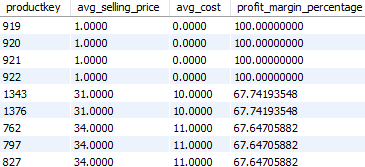 productkey avg_selling_price avg_cost profit_margin_percentage
919 1.0000 0.0000 100.00000000
920 1.0000 0.0000 100.00000000
921 1.0000 0.0000 100.00000000
922 1.0000 0.0000 100.00000000
1343 31.0000 10.0000 67.74193548
1376 31.0000 10.0000 67.74193548
762 34.0000 11.0000 67.64705882
797 34.0000 11.0000 67.64705882
827 34.0000 11.0000 67.64705882